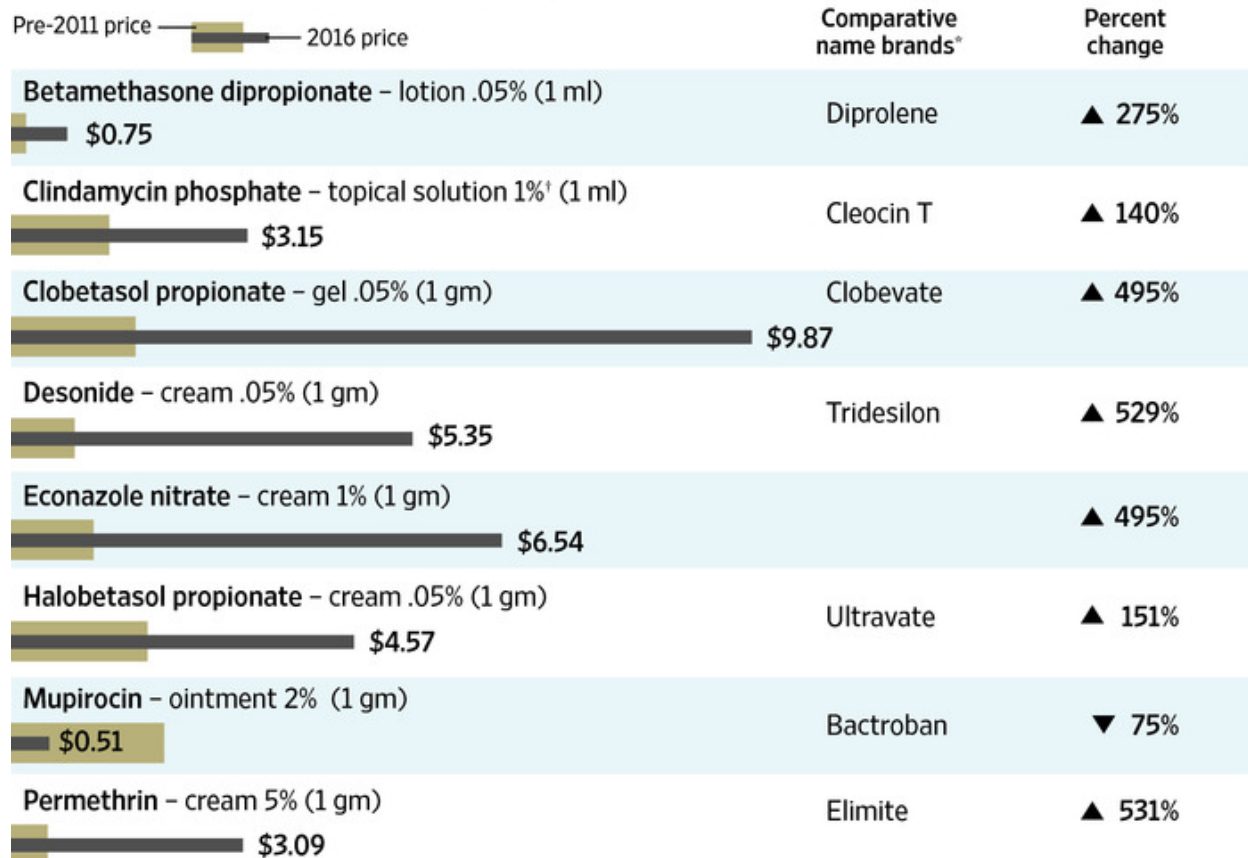 Pre-2011 price
2016 price
Comparative
name brands*
Percent
change
Betamethasone dipropionate – lotion .05% (1 ml)
$0.75
Diprolene
▲ 275%
Clindamycin phosphate – topical solution 1%† (1 ml)
$3.15
Cleocin T
▲ 140%
Clobetasol propionate – gel .05% (1 gm)
$9.87
Clobevate
▲ 495%
Desonide – cream .05% (1 gm)
$5.35
Tridesilon
▲ 529%
Econazole nitrate – cream 1% (1 gm)
$6.54
▲ 495%
Halobetasol propionate – cream .05% (1 gm)
$4.57
Ultravate
▲ 151%
Mupirocin – ointment 2% (1 gm)
$0.51
Bactroban
▼ 75%
Permethrin – cream 5% (1 gm)
$3.09
Elimite
▲ 531%